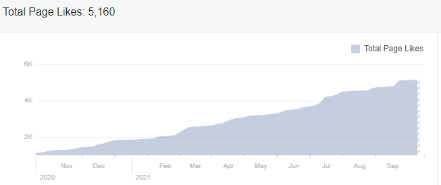 Total Page Likes: 5,160
Total Page Likes
6K
4K
2K
Nov Dec Feb Mar Apr May Jun Jul Aug Sep
2020 2021